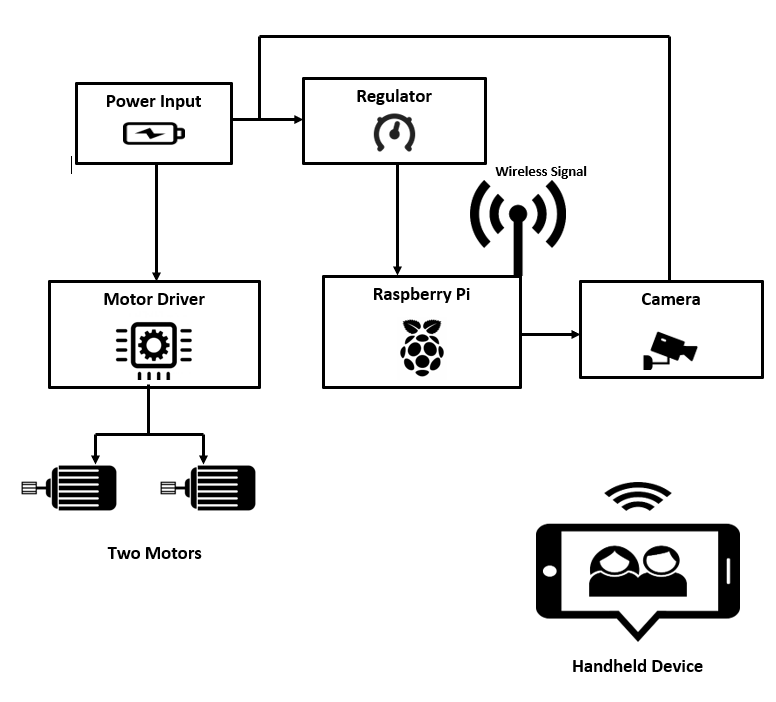 Power Input
Regulator
Wireless Signal
Motor Driver
Raspberry Pi
Camera
Two Motors
Handheld Device